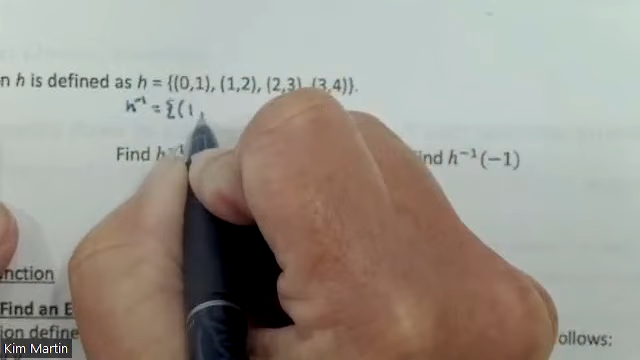 n h is defined as h = {(0,1), (1,2), (2,3), (3,4)}.
h⁻¹ = {(1,
Find h⁻¹ ind h⁻¹(−1)
nction
Find an E
ion define ollows:
Kim Martin